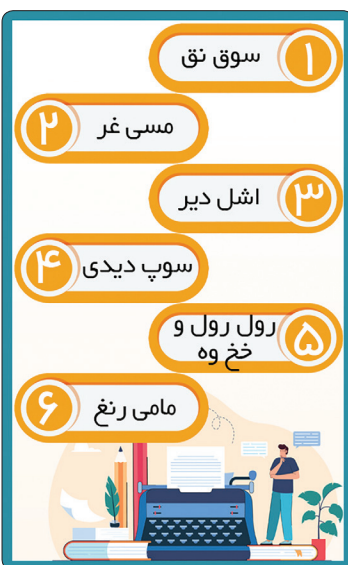 ۱ سوق نق
۲ مسی غر
۳ اشل دیر
۴ سوپ دیدی
۵ رول رول و
خخ وه
۶ مامی رنغ